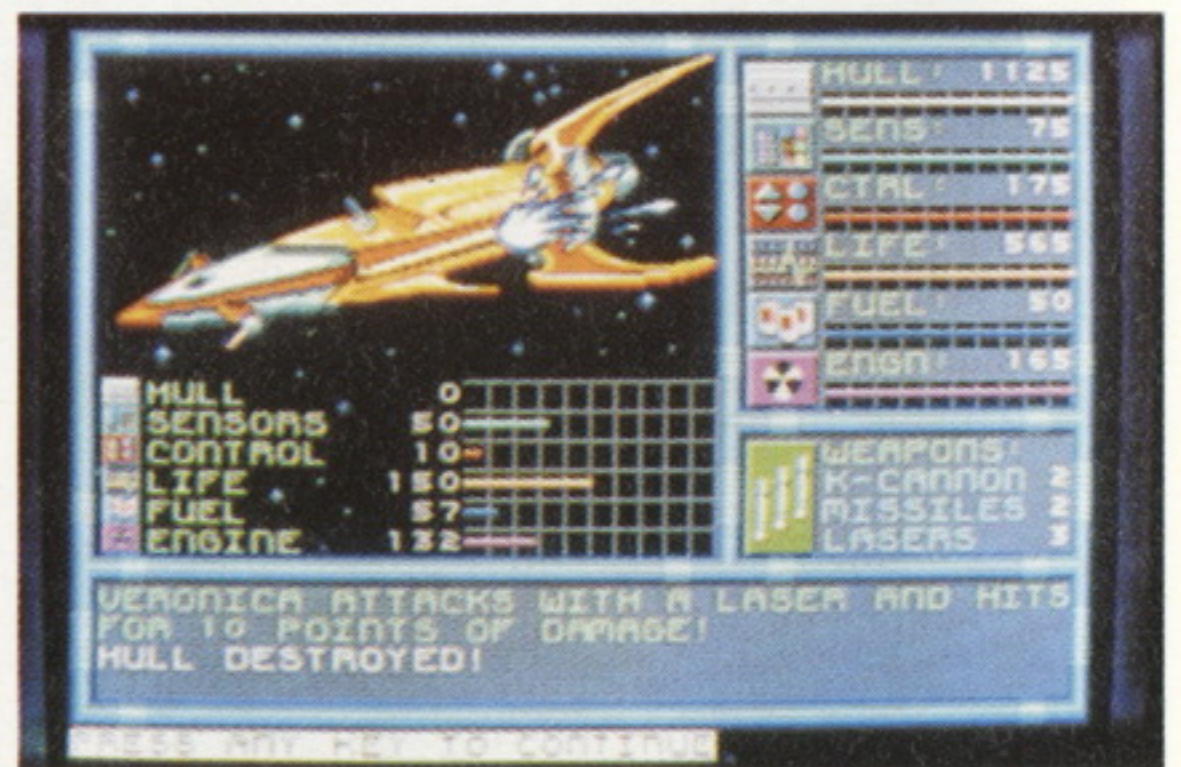 HULL: 1125
SENS: 75
CTRL: 175
LIFE: 565
FUEL: 50
ENGN: 165
HULL 0
SENSORS 50
CONTROL 10
LIFE 150
FUEL 57
ENGINE 132
WEAPONS:
K-CANNON 2
MISSILES 2
LASERS 3
VERONICA ATTACKS WITH A LASER AND HITS
FOR 10 POINTS OF DAMAGE!
HULL DESTROYED!
PRESS ANY KEY TO CONTINUE